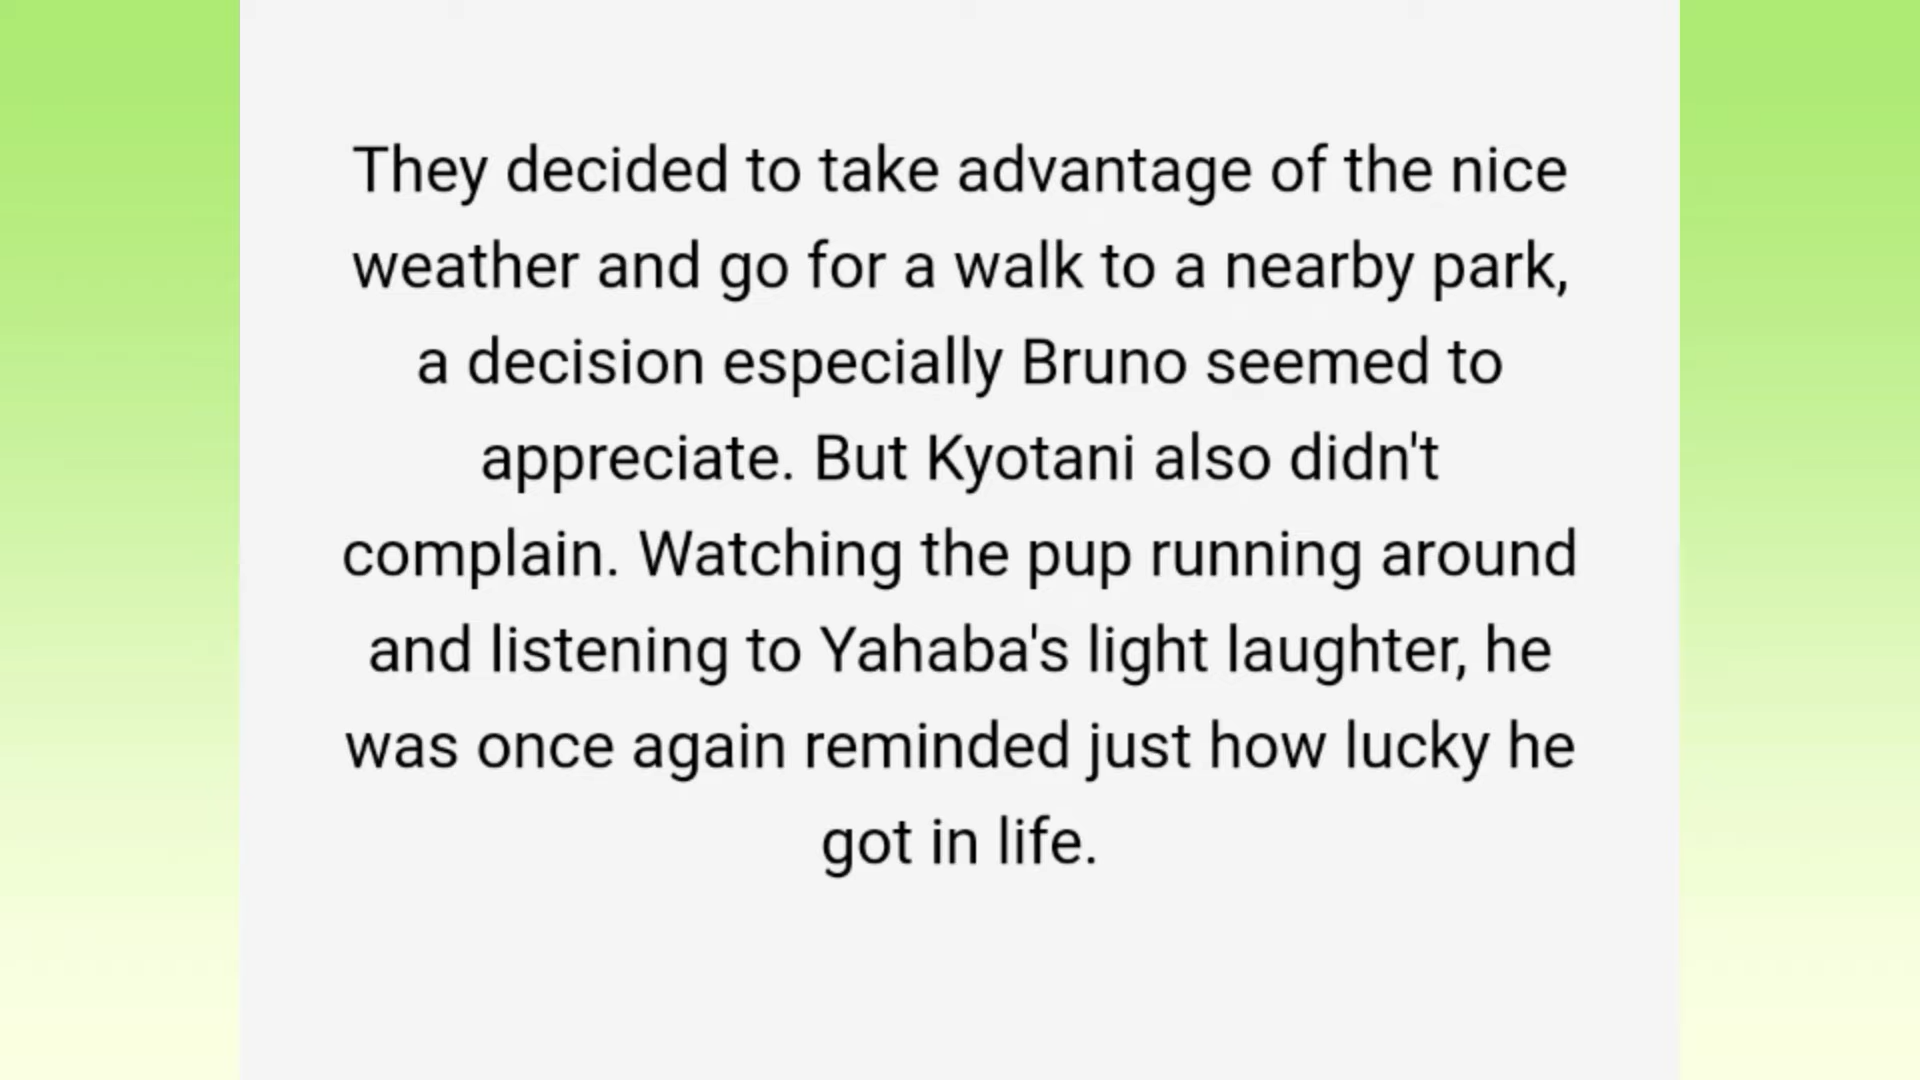 They decided to take advantage of the nice
weather and go for a walk to a nearby park,
a decision especially Bruno seemed to
appreciate. But Kyotani also didn't
complain. Watching the pup running around
and listening to Yahaba's light laughter, he
was once again reminded just how lucky he
got in life.